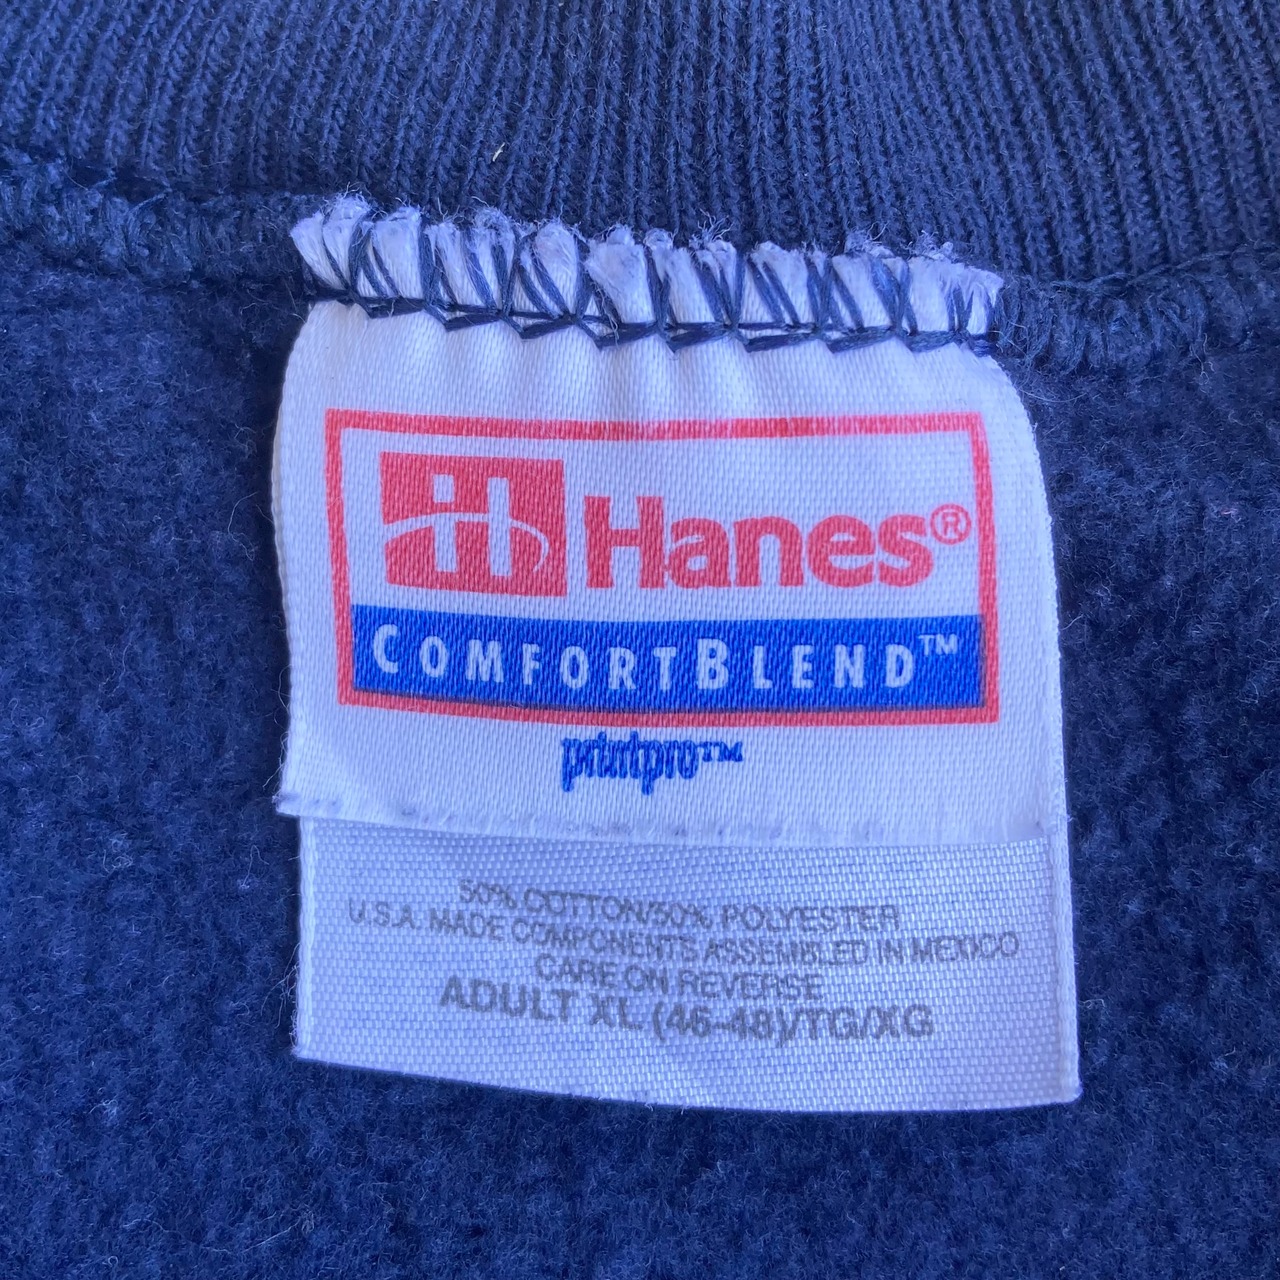 Hanes®
COMFORTBLEND™
printpro™
50% COTTON/50% POLYESTER
U.S.A. MADE COMPONENTS ASSEMBLED IN MEXICO
CARE ON REVERSE
ADULT XL (46-48)/TG/XG